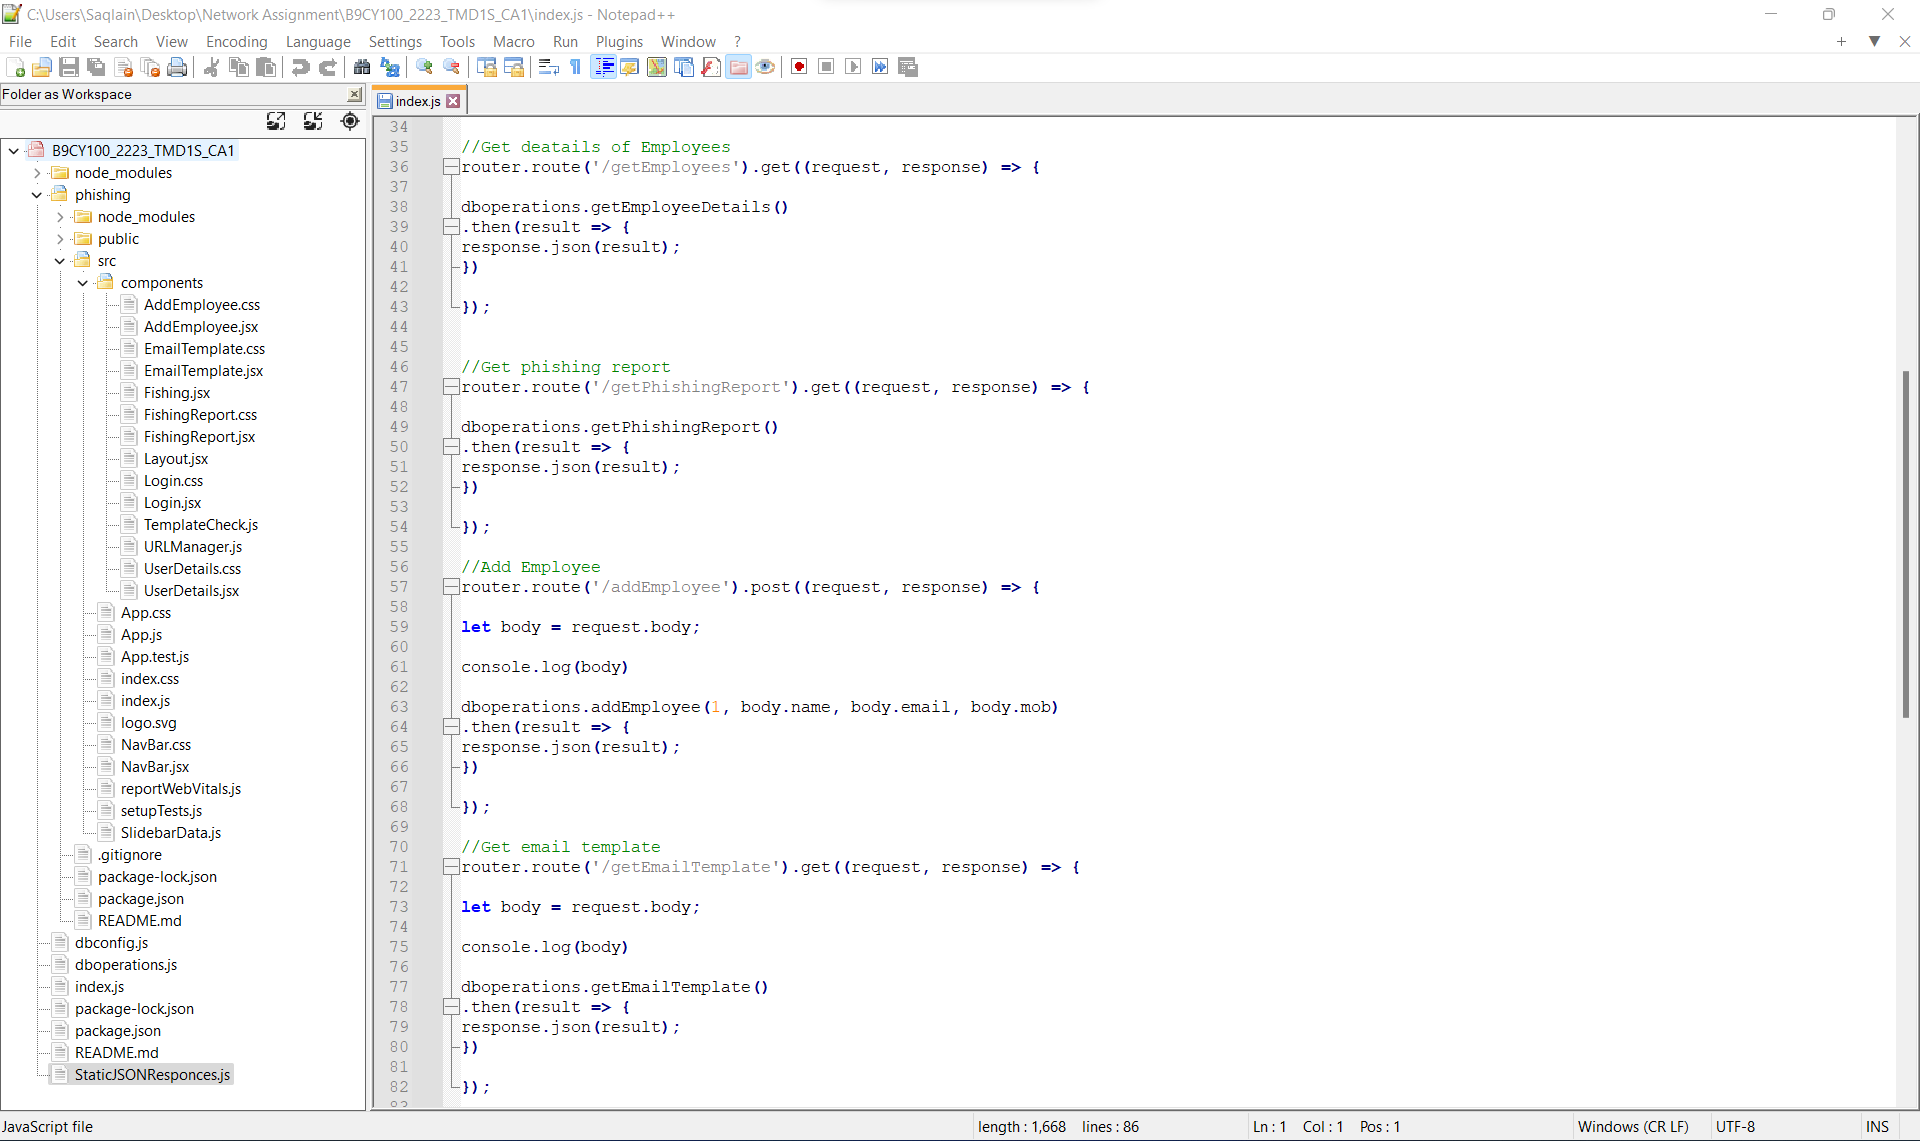 C:\Users\Saqlain\Desktop\Network Assignment\B9CY100_2223_TMD1S_CA1\index.js - Notepad++
File Edit Search View Encoding Language Settings Tools Macro Run Plugins Window ?
Folder as Workspace
B9CY100_2223_TMD1S_CA1
node_modules
phishing
node_modules
public
src
components
AddEmployee.css
AddEmployee.jsx
EmailTemplate.css
EmailTemplate.jsx
Fishing.jsx
FishingReport.css
FishingReport.jsx
Layout.jsx
Login.css
Login.jsx
TemplateCheck.js
URLManager.js
UserDetails.css
UserDetails.jsx
App.css
App.js
App.test.js
index.css
index.js
logo.svg
NavBar.css
NavBar.jsx
reportWebVitals.js
setupTests.js
SlidebarData.js
.gitignore
package-lock.json
package.json
README.md
dbconfig.js
dboperations.js
index.js
package-lock.json
package.json
README.md
StaticJSONResponces.js
index.js
34
35 //Get deatails of Employees
36 router.route('/getEmployees').get((request, response) => {
37
38 dboperations.getEmployeeDetails()
39 .then(result => {
40 response.json(result);
41 })
42
43 });
44
45
46 //Get phishing report
47 router.route('/getPhishingReport').get((request, response) => {
48
49 dboperations.getPhishingReport()
50 .then(result => {
51 response.json(result);
52 })
53
54 });
55
56 //Add Employee
57 router.route('/addEmployee').post((request, response) => {
58
59 let body = request.body;
60
61 console.log(body)
62
63 dboperations.addEmployee(1, body.name, body.email, body.mob)
64 .then(result => {
65 response.json(result);
66 })
67
68 });
69
70 //Get email template
71 router.route('/getEmailTemplate').get((request, response) => {
72
73 let body = request.body;
74
75 console.log(body)
76
77 dboperations.getEmailTemplate()
78 .then(result => {
79 response.json(result);
80 })
81
82 });
83
JavaScript file length : 1,668 lines : 86 Ln : 1 Col : 1 Pos : 1 Windows (CR LF) UTF-8 INS